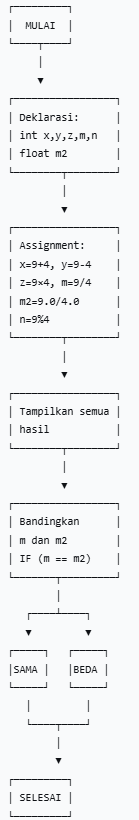 MULAI
Deklarasi:
int x,y,z,m,n
float m2
Assignment:
x=9+4, y=9-4
z=9×4, m=9/4
m2=9.0/4.0
n=9%4
Tampilkan semua
hasil
Bandingkan
m dan m2
IF (m == m2)
SAMA BEDA
SELESAI